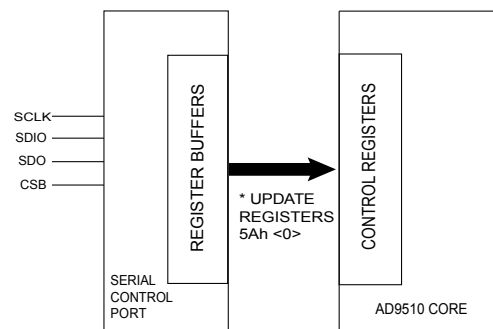 SCLK
SDIO
SDO
CSB
REGISTER BUFFERS
SERIAL
CONTROL
PORT
* UPDATE
REGISTERS
5Ah <0>
CONTROL REGISTERS
AD9510 CORE